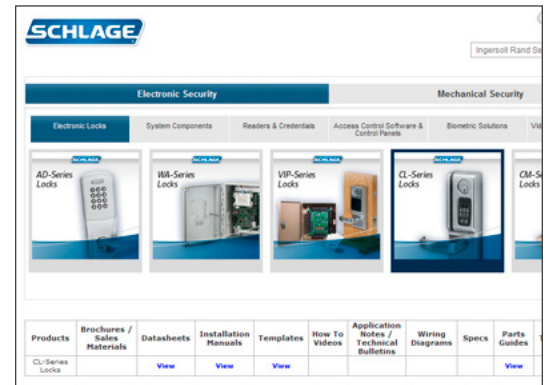 SCHLAGE
Ingersoll Rand Se
Electronic Security
Mechanical Security
Electronic Locks
System Components
Readers & Credentials
Access Control Software &
Control Panels
Biometric Solutions
Vid
SCHLAGE
AD-Series
Locks
SCHLAGE
WA-Series
Locks
SCHLAGE
VIP-Series
Locks
SCHLAGE
CL-Series
Locks
CM-S
Locks
Products
Brochures /
Sales
Materials
Datasheets
Installation
Manuals
Templates
How To
Videos
Application
Notes /
Technical
Bulletins
Wiring
Diagrams
Specs
Parts
Guides
T
CL-Series
Locks
View
View
View
View